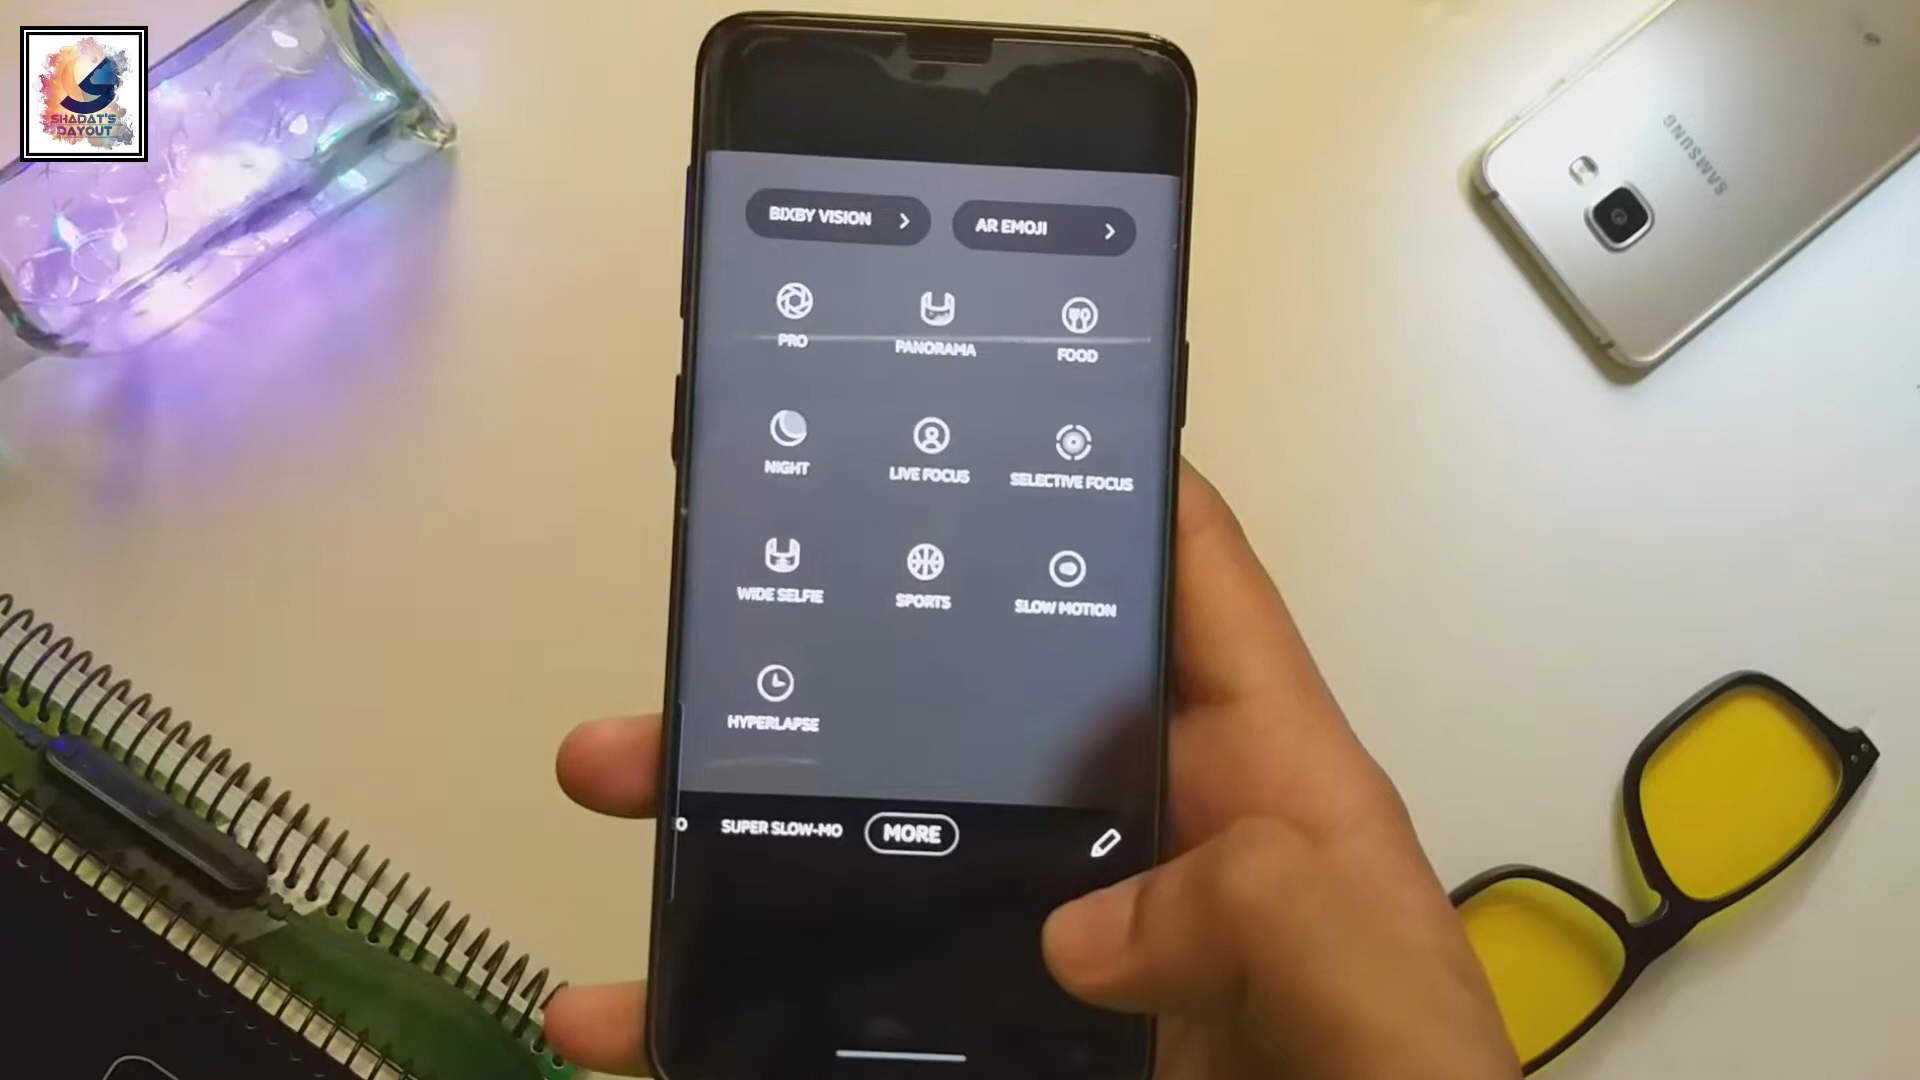 SHADAT'S
DAYOUT
SAMSUNG
BIXBY VISION
AR EMOJI
PRO
PANORAMA
FOOD
NIGHT
LIVE FOCUS
SELECTIVE FOCUS
WIDE SELFIE
SPORTS
SLOW MOTION
HYPERLAPSE
SUPER SLOW-MO
MORE